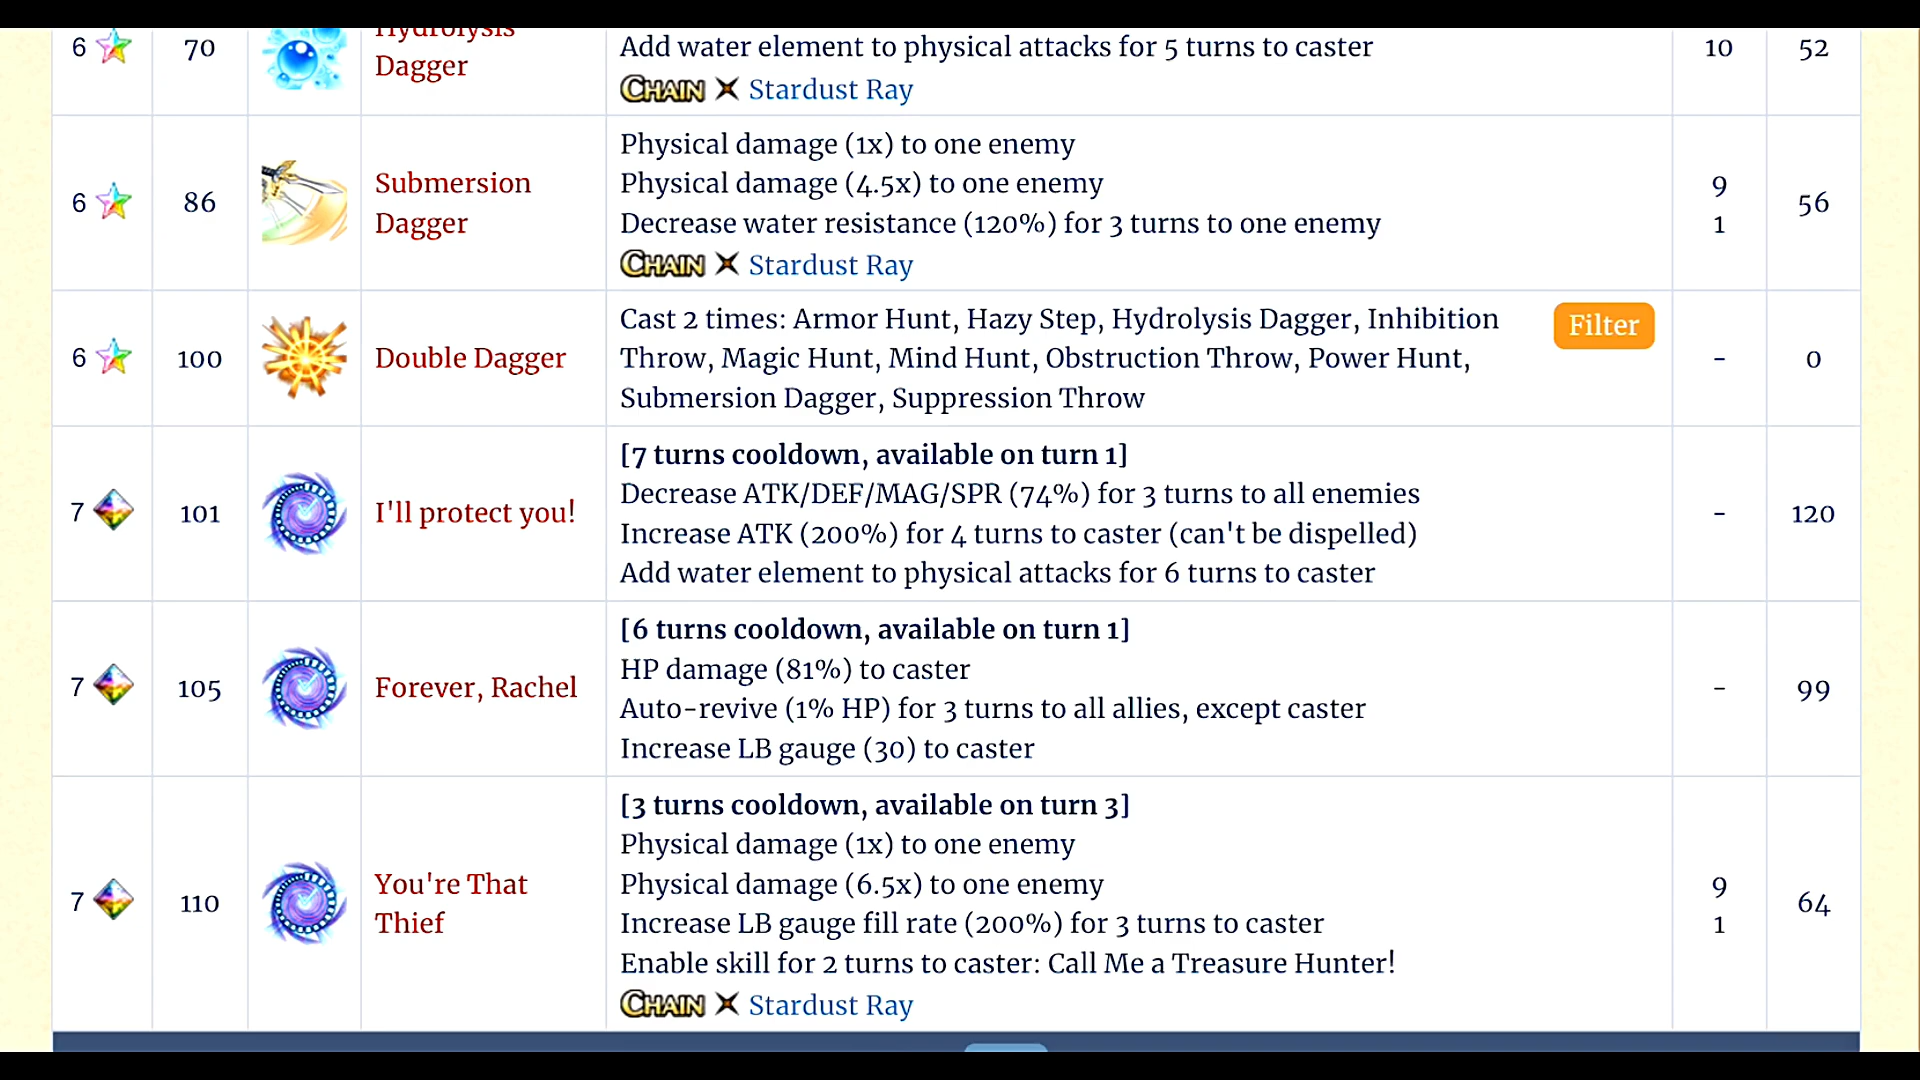 6 70 Hydrolysis
Dagger
Add water element to physical attacks for 5 turns to caster
CHAIN Stardust Ray
10 52
6 86 Submersion
Dagger
Physical damage (1x) to one enemy
Physical damage (4.5x) to one enemy
Decrease water resistance (120%) for 3 turns to one enemy
CHAIN Stardust Ray
9
1
56
6 100 Double Dagger
Cast 2 times: Armor Hunt, Hazy Step, Hydrolysis Dagger, Inhibition
Throw, Magic Hunt, Mind Hunt, Obstruction Throw, Power Hunt,
Submersion Dagger, Suppression Throw
Filter
- 0
7 101 I'll protect you!
[7 turns cooldown, available on turn 1]
Decrease ATK/DEF/MAG/SPR (74%) for 3 turns to all enemies
Increase ATK (200%) for 4 turns to caster (can't be dispelled)
Add water element to physical attacks for 6 turns to caster
- 120
7 105 Forever, Rachel
[6 turns cooldown, available on turn 1]
HP damage (81%) to caster
Auto-revive (1% HP) for 3 turns to all allies, except caster
Increase LB gauge (30) to caster
- 99
7 110 You're That
Thief
[3 turns cooldown, available on turn 3]
Physical damage (1x) to one enemy
Physical damage (6.5x) to one enemy
Increase LB gauge fill rate (200%) for 3 turns to caster
Enable skill for 2 turns to caster: Call Me a Treasure Hunter!
CHAIN Stardust Ray
9
1
64